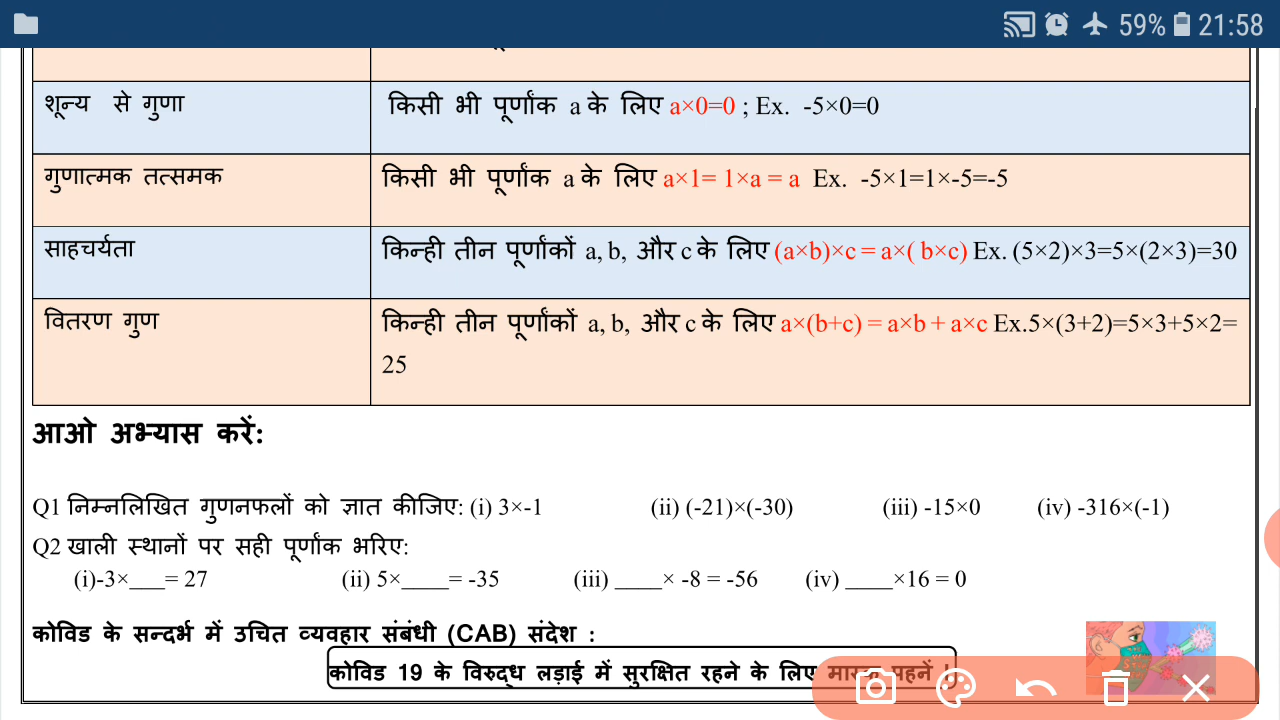 59% 21:58
शून्य से गुणा
किसी भी पूर्णांक a के लिए a×0=0 ; Ex. -5×0=0
गुणात्मक तत्समक
किसी भी पूर्णांक a के लिए a×1= 1×a = a Ex. -5×1=1×-5=-5
साहचर्यता
किन्ही तीन पूर्णांकों a, b, और c के लिए (a×b)×c = a×( b×c) Ex. (5×2)×3=5×(2×3)=30
वितरण गुण
किन्ही तीन पूर्णांकों a, b, और c के लिए a×(b+c) = a×b + a×c Ex.5×(3+2)=5×3+5×2=
25
आओ अभ्यास करें:
Q1 निम्नलिखित गुणनफलों को ज्ञात कीजिए: (i) 3×-1 (ii) (-21)×(-30) (iii) -15×0 (iv) -316×(-1)
Q2 खाली स्थानों पर सही पूर्णांक भरिए:
(i)-3×___= 27 (ii) 5×____= -35 (iii) ____× -8 = -56 (iv) ____×16 = 0
कोविड के सन्दर्भ में उचित व्यवहार संबंधी (CAB) संदेश :
कोविड 19 के विरुद्ध लड़ाई में सुरक्षित रहने के लिए मास्क पहनें !